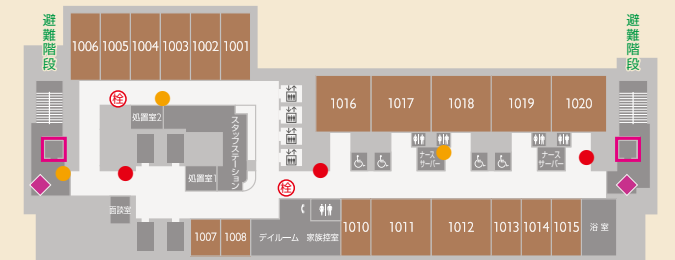 避難階段
避難階段
1006 1005 1004 1003 1002 1001
1016 1017 1018 1019 1020
栓
処置室2
スタッフステーション
ナース
サーバー
ナース
サーバー
処置室1
栓
面談室
1007 1008
デイルーム 家族控室
1010 1011 1012 1013 1014 1015
浴室